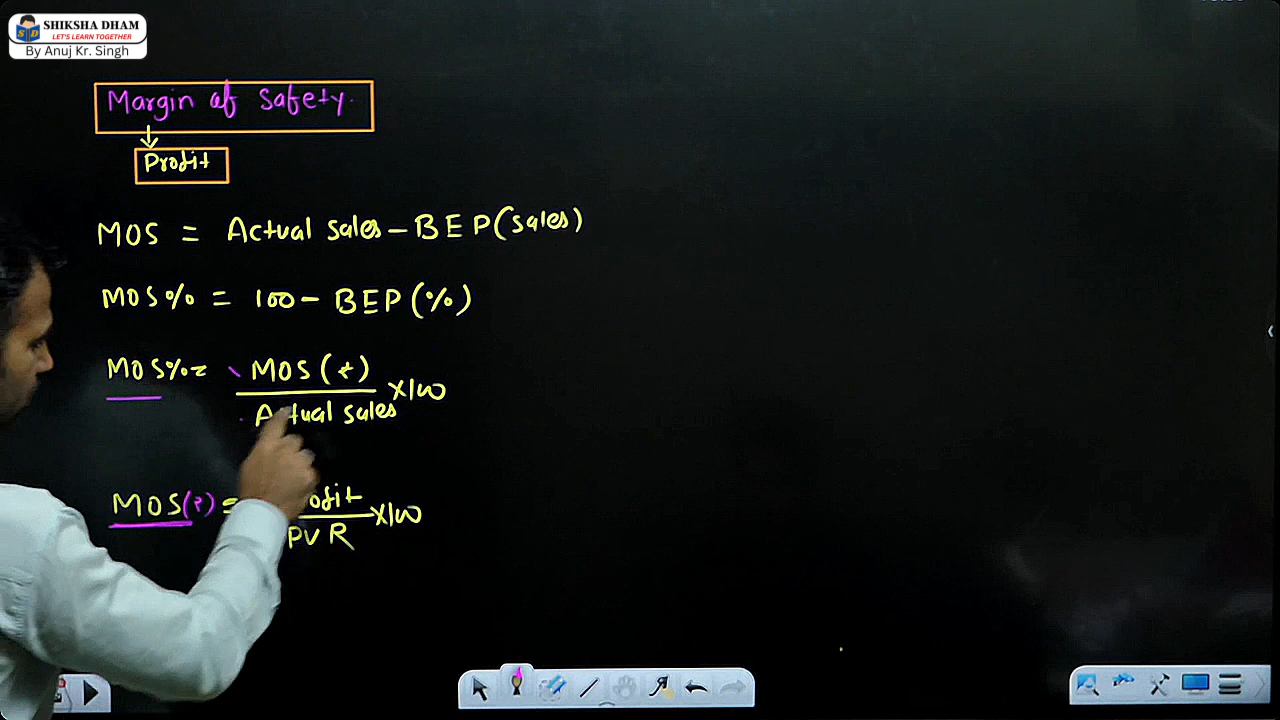 SHIKSHA DHAM
LET'S LEARN TOGETHER
By Anuj Kr. Singh
Margin of Safety.
Profit
MOS = Actual sales - BEP (sales)
MOS% = 100 - BEP (%)
MOS% = MOS (₹)
Actual sales
×100
MOS (₹) =
PVR
×100